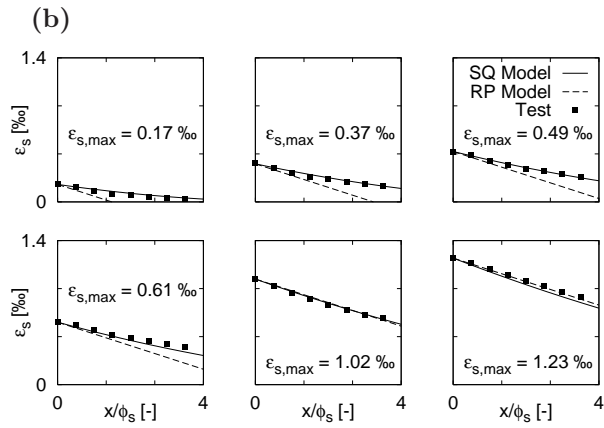 (b)
1.4
SQ Model
RP Model
Test
ε_s [‰]
ε_s,max = 0.17 ‰
ε_s,max = 0.37 ‰
ε_s,max = 0.49 ‰
0
1.4
ε_s [‰]
ε_s,max = 0.61 ‰
ε_s,max = 1.02 ‰
ε_s,max = 1.23 ‰
0
0 4 0 4 0 4
x/ϕ_s [-] x/ϕ_s [-] x/ϕ_s [-]